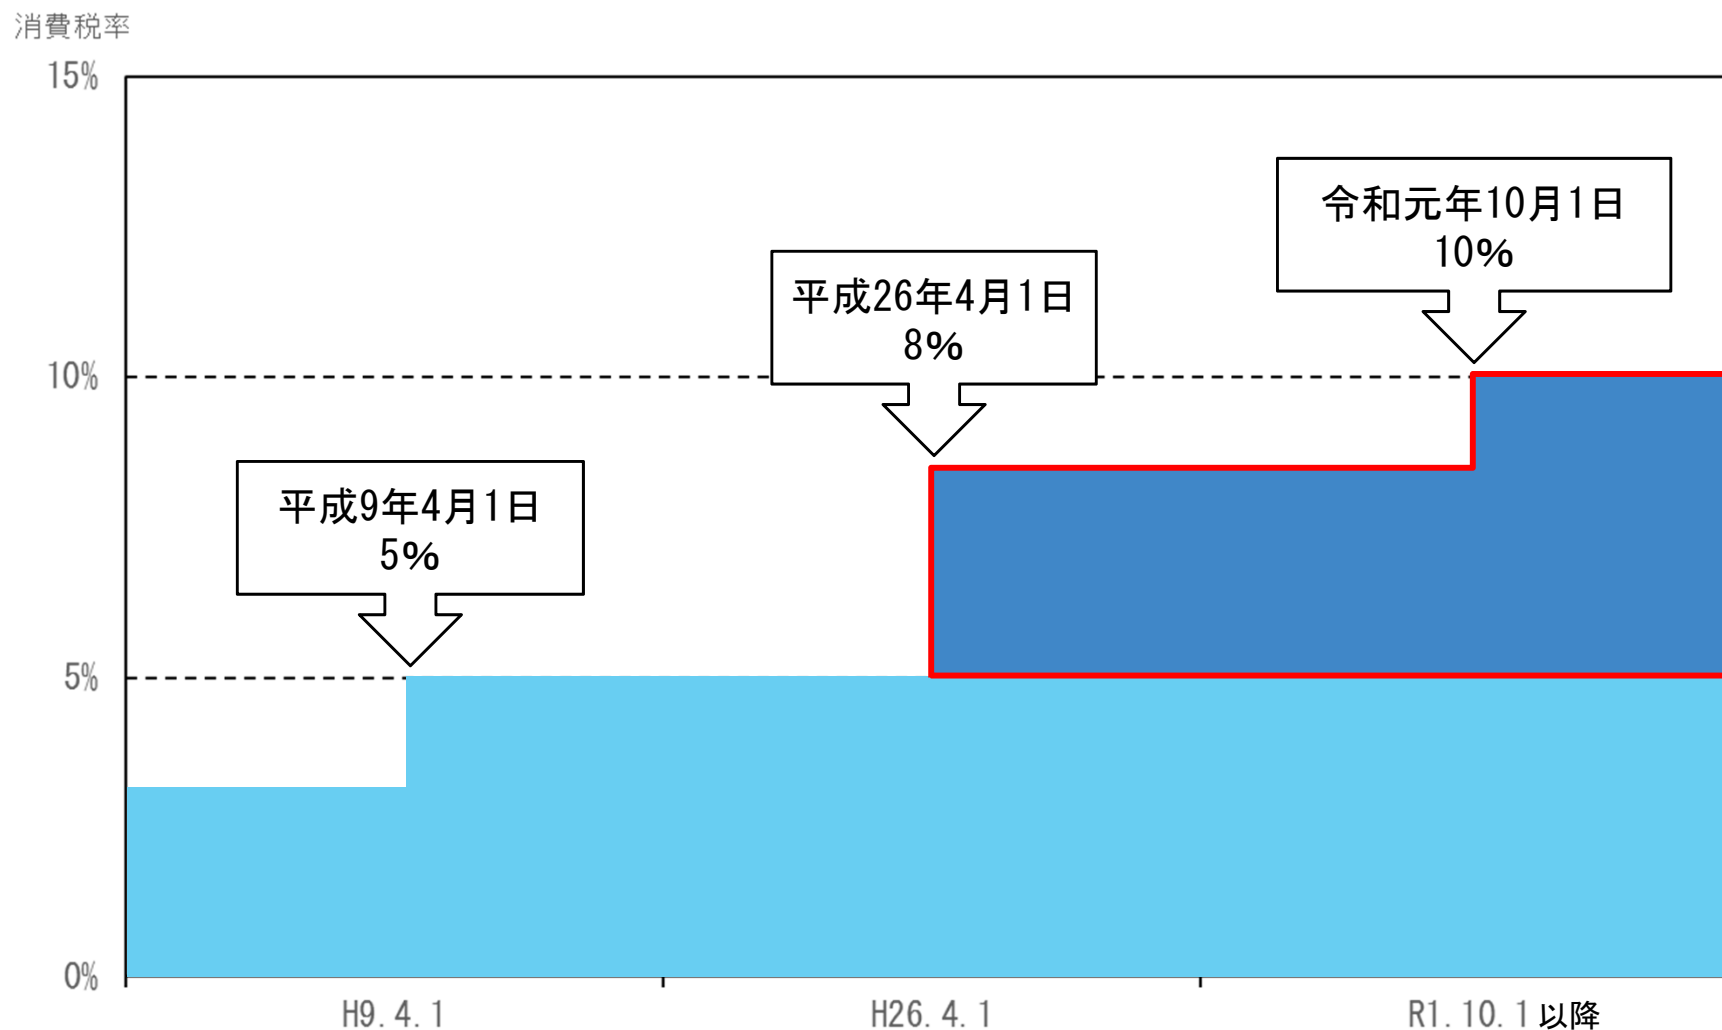 消費税率
15%
令和元年10月1日
10%
平成26年4月1日
8%
10%
平成9年4月1日
5%
5%
0%
H9.4.1
H26.4.1
R1.10.1以降